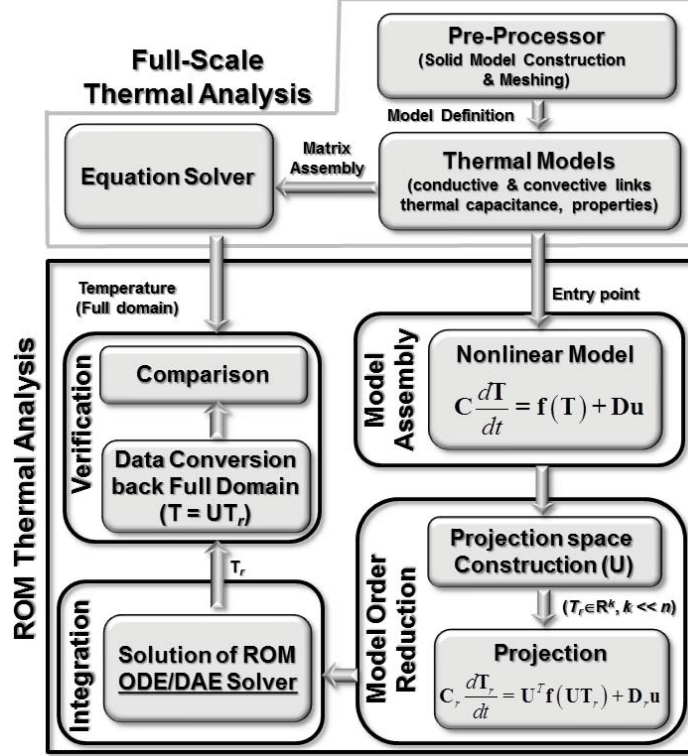 Full-Scale
Thermal Analysis
Pre-Processor
(Solid Model Construction
& Meshing)
Model Definition
Thermal Models
(conductive & convective links
thermal capacitance, properties)
Matrix
Assembly
Equation Solver
Temperature
(Full domain)
Entry point
ROM Thermal Analysis
Model
Assembly
Nonlinear Model
C dT/dt = f(T) + Du
Model Order
Reduction
Projection space
Construction (U)
(Tᵣ∈Rᵏ, k << n)
Projection
Cᵣ dTᵣ/dt = Uᵀf(UTᵣ) + Dᵣu
Integration
Solution of ROM
ODE/DAE Solver
Tᵣ
Verification
Data Conversion
back Full Domain
(T = UTᵣ)
Comparison